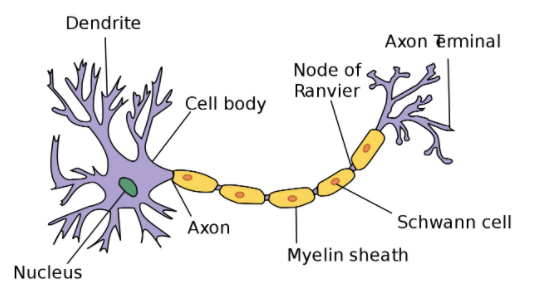 Dendrite
Axon Terminal
Node of
Ranvier
Cell body
Axon
Schwann cell
Myelin sheath
Nucleus